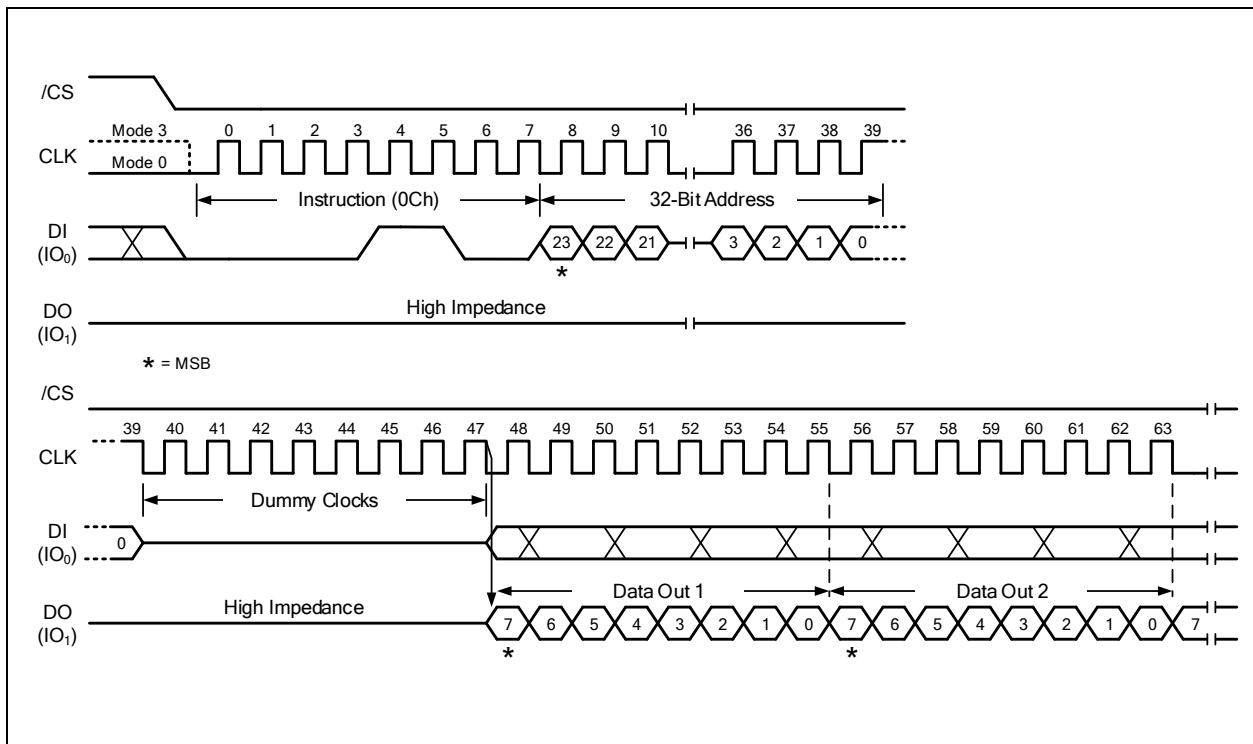 /CS
Mode 3 0 1 2 3 4 5 6 7 8 9 10 36 37 38 39
CLK Mode 0
Instruction (0Ch) 32-Bit Address
DI
(IO0) 23 22 21 3 2 1 0
*
High Impedance
DO
(IO1)
* = MSB
/CS
39 40 41 42 43 44 45 46 47 48 49 50 51 52 53 54 55 56 57 58 59 60 61 62 63
CLK
Dummy Clocks
DI
(IO0) 0
Data Out 1 Data Out 2
High Impedance
DO
(IO1) 7 6 5 4 3 2 1 0 7 6 5 4 3 2 1 0 7
* *